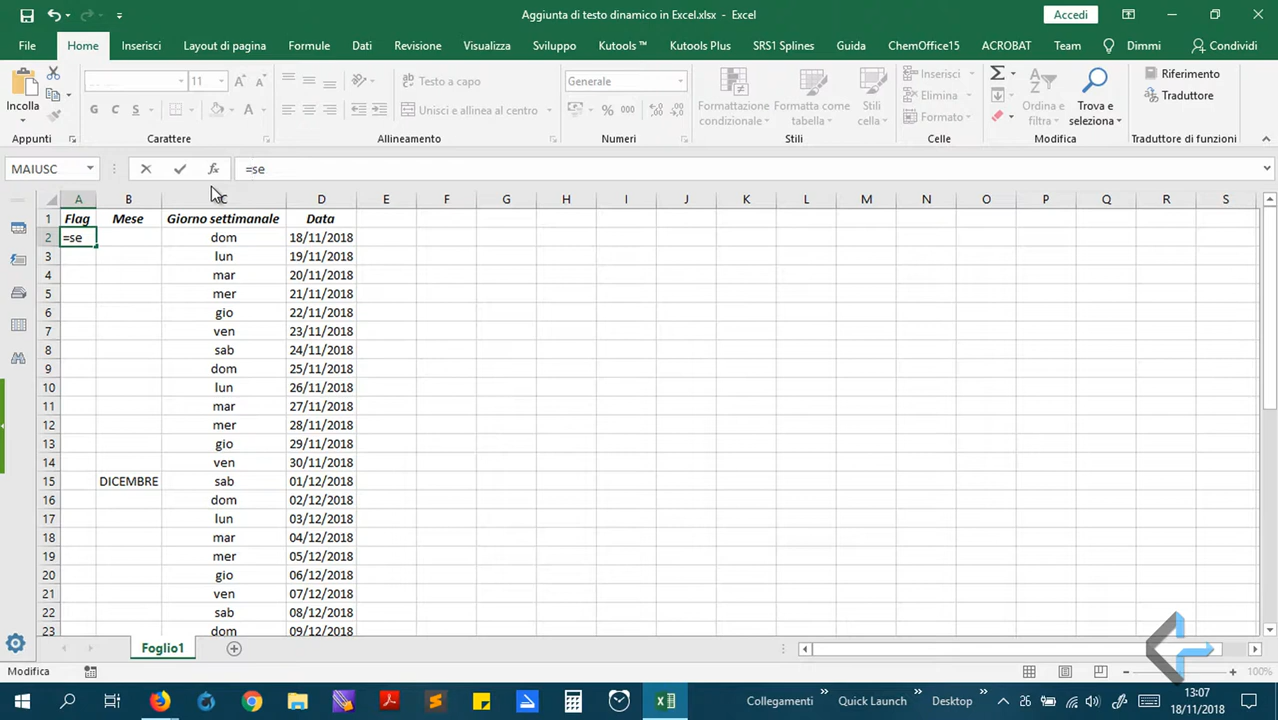 Aggiunta di testo dinamico in Excel.xlsx - Excel
Accedi
File Home Inserisci Layout di pagina Formule Dati Revisione Visualizza Sviluppo Kutools ™ Kutools Plus SRS1 Splines Guida ChemOffice15 ACROBAT Team Dimmi Condividi
Incolla
11
G C S
Testo a capo
Unisci e allinea al centro
Generale
% 000
Formattazione condizionale
Formatta come tabella
Stili cella
Inserisci
Elimina
Formato
Ordina e filtra
Trova e seleziona
Riferimento
Traduttore
Appunti Carattere Allineamento Numeri Stili Celle Modifica Traduttore di funzioni
MAIUSC fx =se
A B C D E F G H I J K L M N O P Q R S
1 Flag Mese Giorno settimanale Data
2 =se dom 18/11/2018
3 lun 19/11/2018
4 mar 20/11/2018
5 mer 21/11/2018
6 gio 22/11/2018
7 ven 23/11/2018
8 sab 24/11/2018
9 dom 25/11/2018
10 lun 26/11/2018
11 mar 27/11/2018
12 mer 28/11/2018
13 gio 29/11/2018
14 ven 30/11/2018
15 DICEMBRE sab 01/12/2018
16 dom 02/12/2018
17 lun 03/12/2018
18 mar 04/12/2018
19 mer 05/12/2018
20 gio 06/12/2018
21 ven 07/12/2018
22 sab 08/12/2018
23 dom 09/12/2018
Foglio1
Modifica
100%
Collegamenti » Quick Launch » Desktop »
13:07
18/11/2018